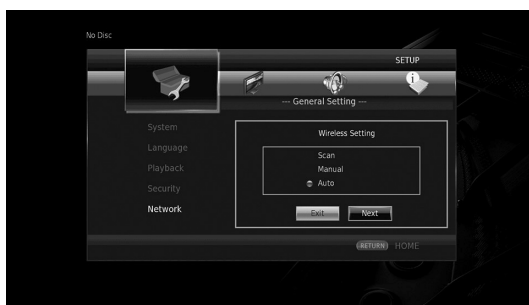 No Disc
SETUP
--- General Setting ---
System
Language
Playback
Security
Network
Wireless Setting
Scan
Manual
Auto
Exit Next
RETURN HOME